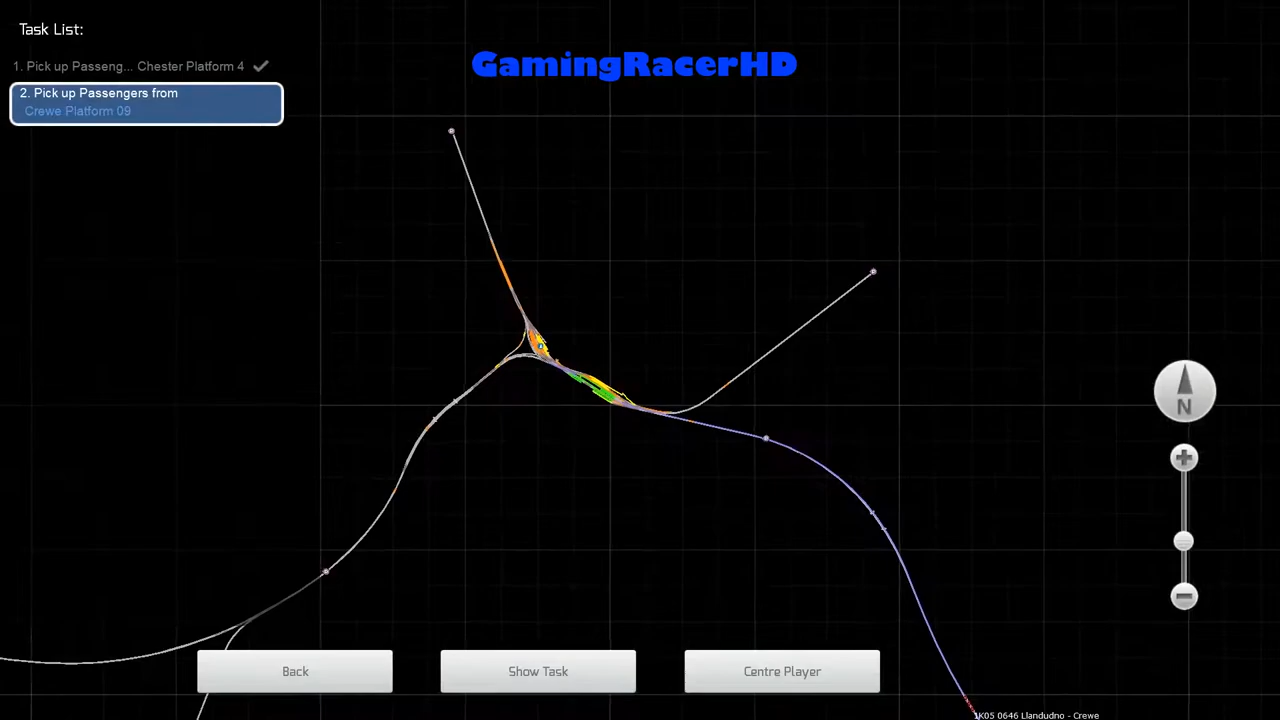 Task List:
GamingRacerHD
1. Pick up Passeng... Chester Platform 4
2. Pick up Passengers from
Crewe Platform 09
N
Back
Show Task
Centre Player
1K05 0646 Llandudno - Crewe